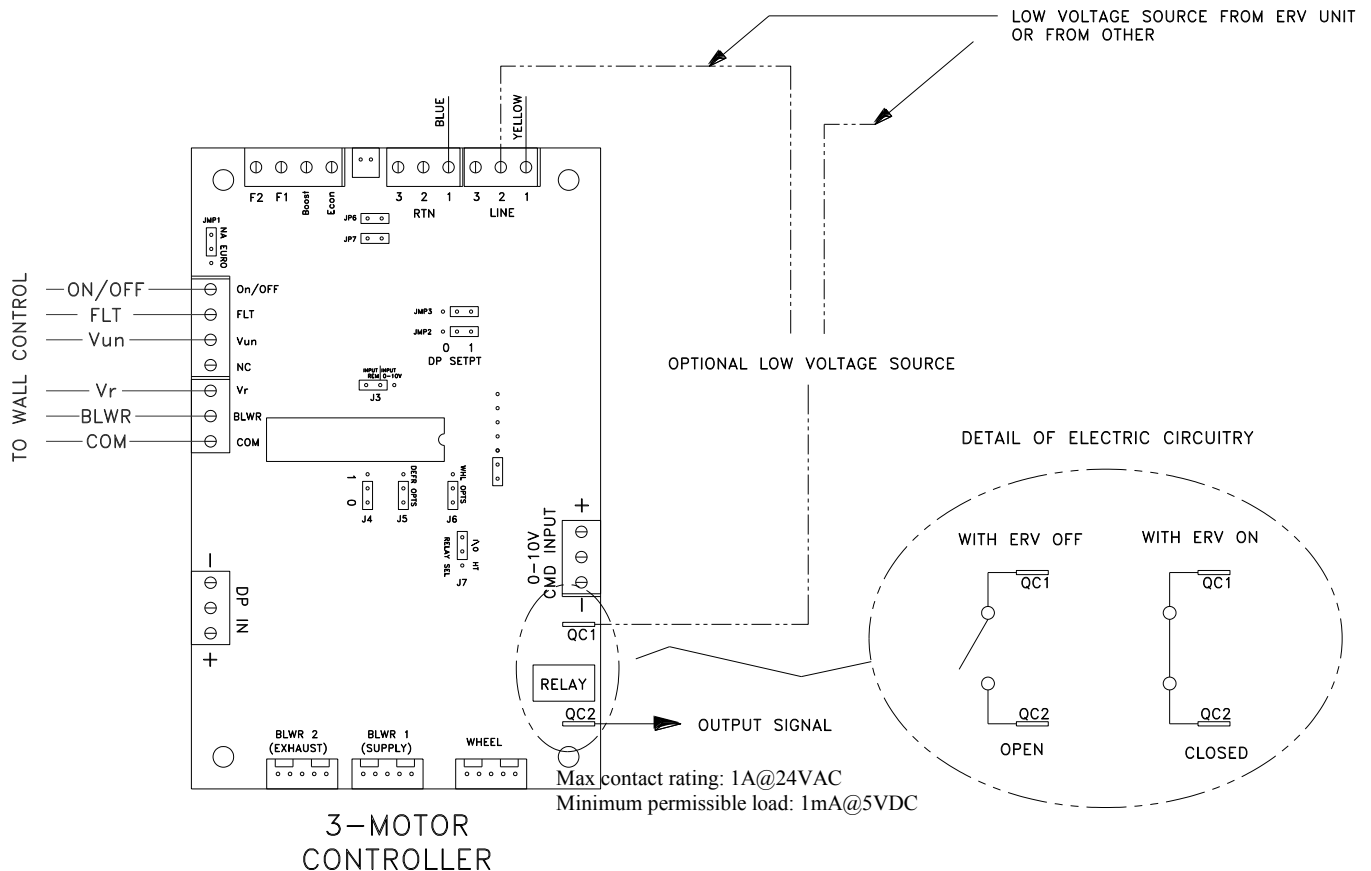 LOW VOLTAGE SOURCE FROM ERV UNIT
OR FROM OTHER
BLUE
YELLOW
F2
F1
Boost
Econ
3
2
1
RTN
3
2
1
LINE
JMP1
NA EURO
JP6
JP7
TO WALL CONTROL
ON/OFF
FLT
Vun
Vr
BLWR
COM
On/OFF
FLT
Vun
NC
Vr
BLWR
COM
JMP3
JMP2
0 1
DP SETPT
INPUT INPUT
REM 0-10V
J3
OPTIONAL LOW VOLTAGE SOURCE
1
0
J4
DEFR OPTS
J5
WHL OPTS
J6
RELAY SEL
HT
J7
+
0-10V
CMD INPUT
-
-
DP IN
+
QC1
RELAY
QC2
OUTPUT SIGNAL
DETAIL OF ELECTRIC CIRCUITRY
WITH ERV OFF
WITH ERV ON
QC1
QC1
QC2
QC2
OPEN
CLOSED
BLWR 2
(EXHAUST)
BLWR 1
(SUPPLY)
WHEEL
Max contact rating: 1A@24VAC
Minimum permissible load: 1mA@5VDC
3-MOTOR
CONTROLLER